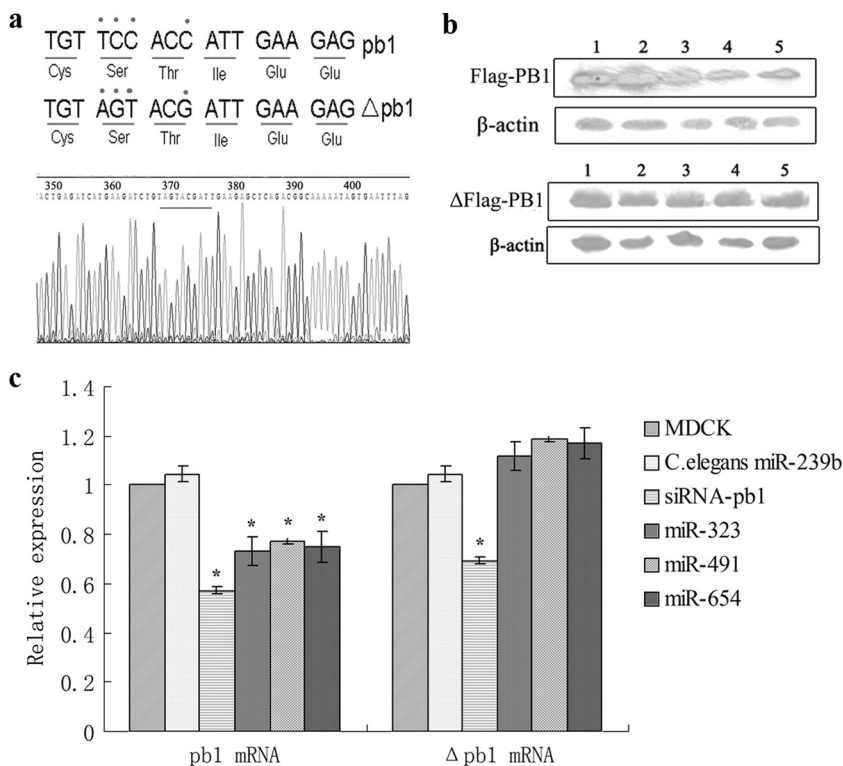 a
TGT TCC ACC ATT GAA GAG pb1
Cys Ser Thr Ile Glu Glu
TGT AGT ACG ATT GAA GAG △pb1
Cys Ser Thr Ile Glu Glu
350 360 370 380 390 400
b
1 2 3 4 5
Flag-PB1
β-actin
1 2 3 4 5
ΔFlag-PB1
β-actin
c
Relative expression
1.4
1.2
1
0.8
0.6
0.4
0.2
0
* * * *
*
pb1 mRNA
Δ pb1 mRNA
MDCK
C.elegans miR-239b
siRNA-pb1
miR-323
miR-491
miR-654